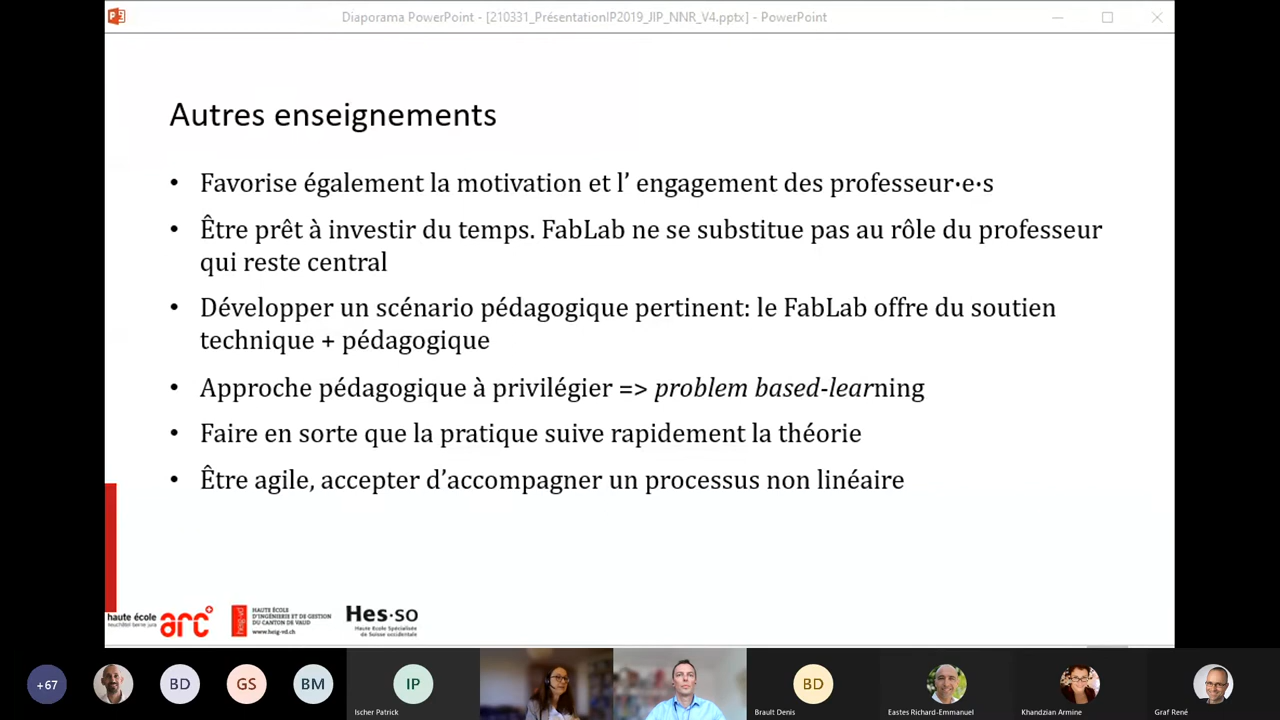 Diaporama PowerPoint - [210331_PrésentationIP2019_JIP_NNR_V4.pptx] - PowerPoint
Autres enseignements
• Favorise également la motivation et l’ engagement des professeur·e·s
• Être prêt à investir du temps. FabLab ne se substitue pas au rôle du professeur
qui reste central
• Développer un scénario pédagogique pertinent: le FabLab offre du soutien
technique + pédagogique
• Approche pédagogique à privilégier => problem based-learning
• Faire en sorte que la pratique suive rapidement la théorie
• Être agile, accepter d’accompagner un processus non linéaire
haute école
neuchâtel berne jura
arc
heig-vd
HAUTE ÉCOLE
D'INGÉNIERIE ET DE GESTION
DU CANTON DE VAUD
www.heig-vd.ch
Hes·so
Haute École Spécialisée
de Suisse occidentale
+67
BD
GS
BM
IP
Ischer Patrick
BD
Brault Denis
Eastes Richard-Emmanuel
Khandzian Armine
Graf René